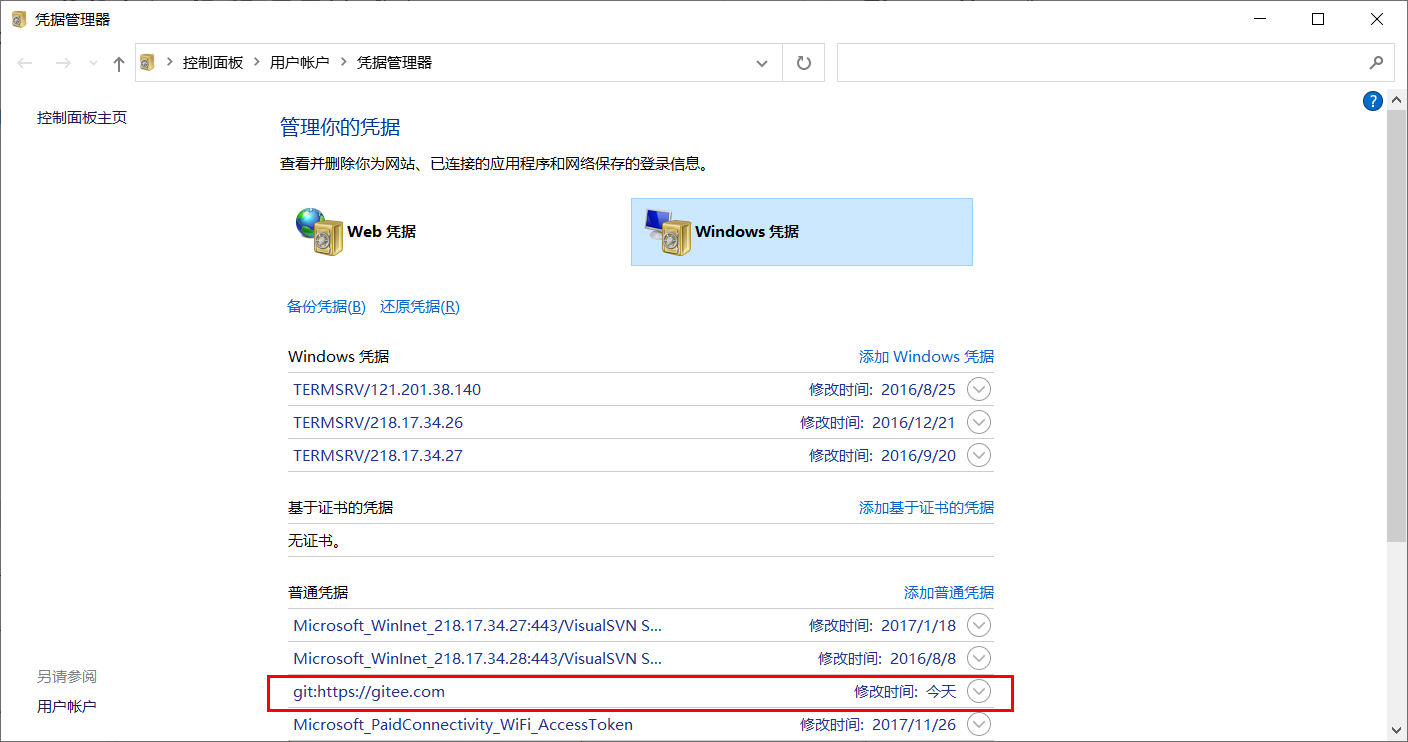 凭据管理器
控制面板 › 用户帐户 › 凭据管理器
控制面板主页
?
管理你的凭据
查看并删除你为网站、已连接的应用程序和网络保存的登录信息。
Web 凭据
Windows 凭据
备份凭据(B) 还原凭据(R)
Windows 凭据 添加 Windows 凭据
TERMSRV/121.201.38.140 修改时间: 2016/8/25
TERMSRV/218.17.34.26 修改时间: 2016/12/21
TERMSRV/218.17.34.27 修改时间: 2016/9/20
基于证书的凭据 添加基于证书的凭据
无证书。
普通凭据 添加普通凭据
Microsoft_WinInet_218.17.34.27:443/VisualSVN S... 修改时间: 2017/1/18
Microsoft_WinInet_218.17.34.28:443/VisualSVN S... 修改时间: 2016/8/8
git:https://gitee.com 修改时间: 今天
Microsoft_PaidConnectivity_WiFi_AccessToken 修改时间: 2017/11/26
另请参阅
用户帐户